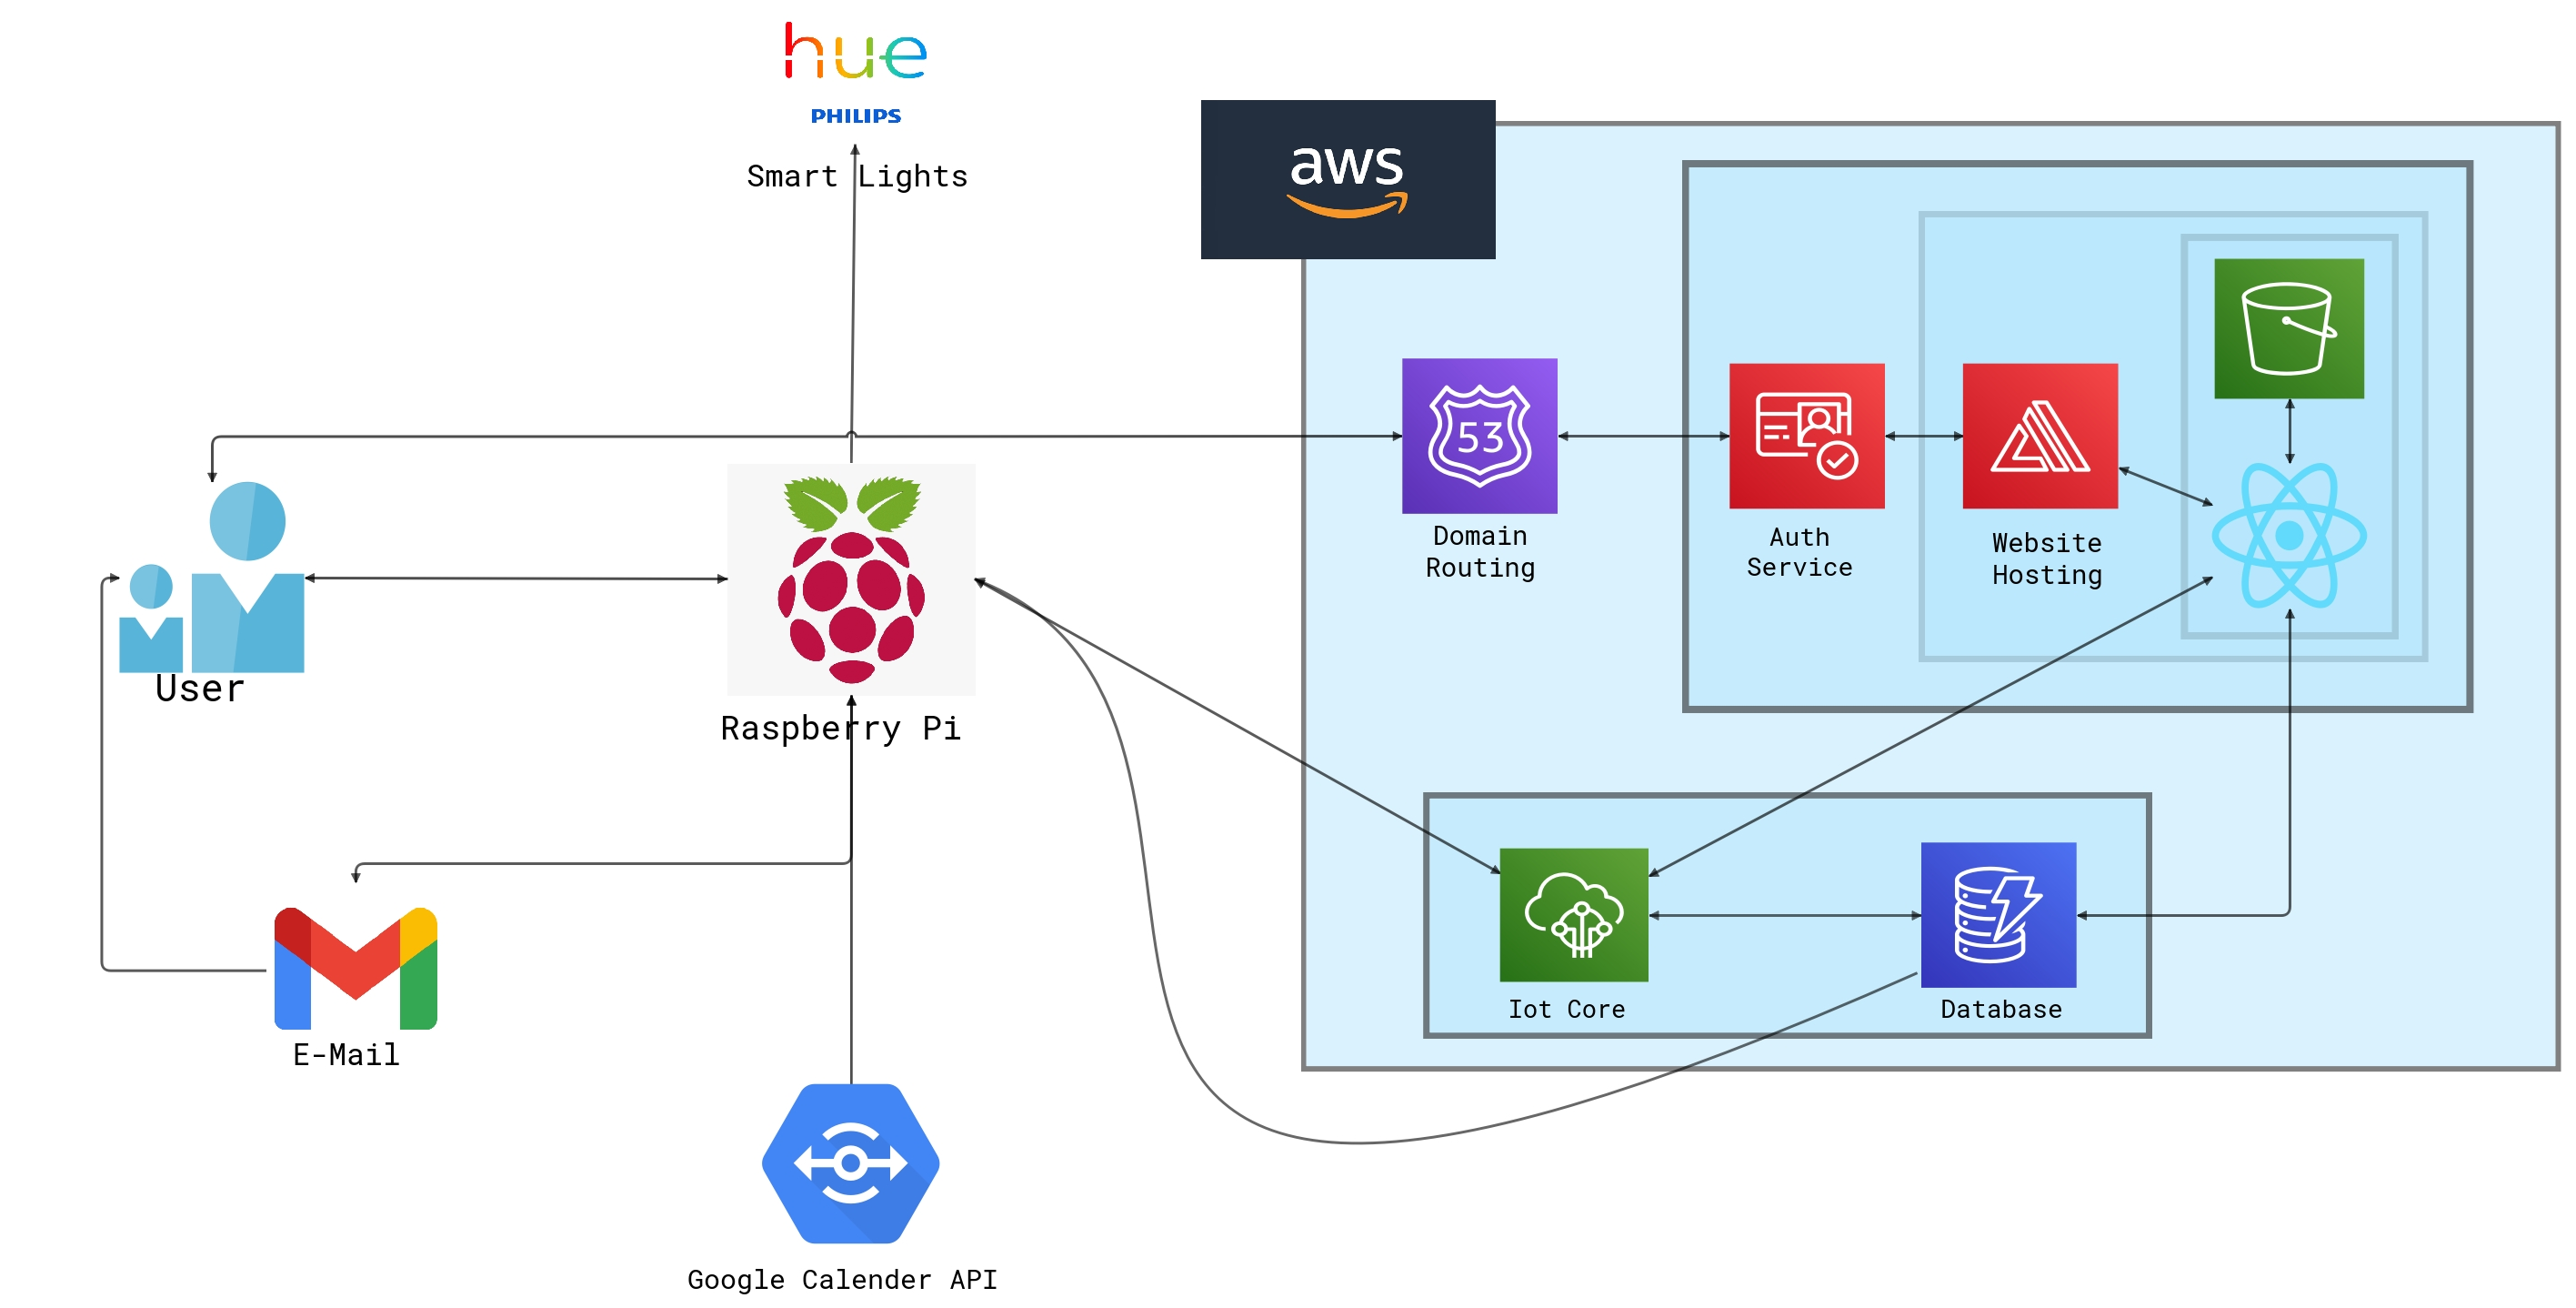 hue
PHILIPS
Smart Lights
aws
53
Domain
Routing
Auth
Service
Website
Hosting
User
Raspberry Pi
Iot Core
Database
E-Mail
Google Calender API